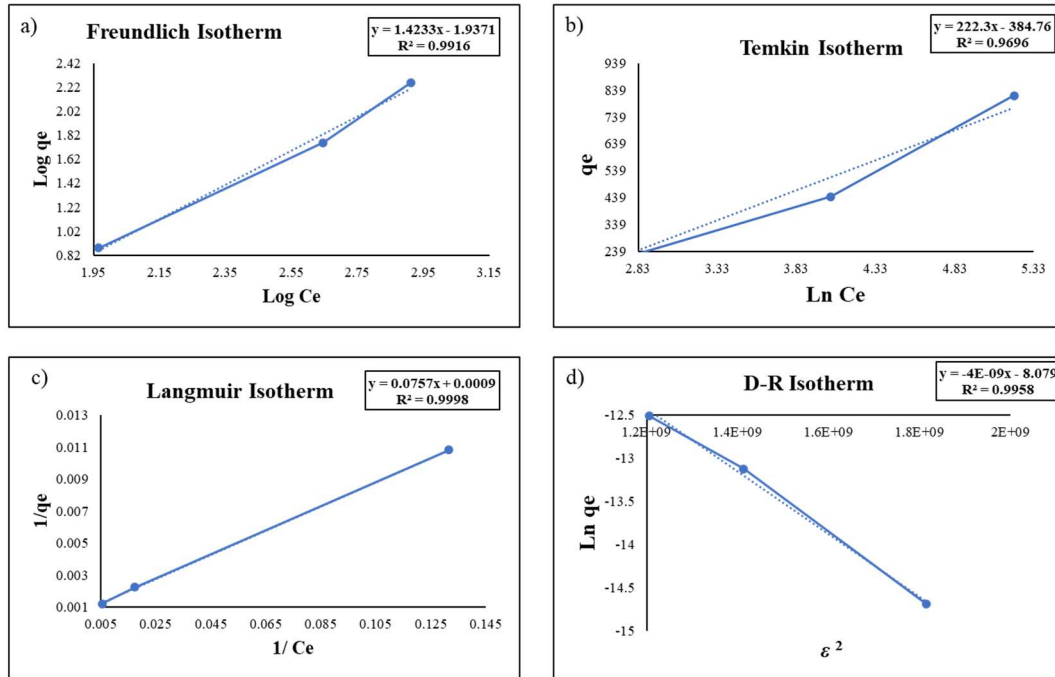 a)
Freundlich Isotherm
y = 1.4233x - 1.9371
R² = 0.9916
2.42
2.22
2.02
1.82
1.62
1.42
1.22
1.02
0.82
Log qe
1.95 2.15 2.35 2.55 2.75 2.95 3.15
Log Ce
b)
Temkin Isotherm
y = 222.3x - 384.76
R² = 0.9696
939
839
739
639
539
439
339
239
qe
2.83 3.33 3.83 4.33 4.83 5.33
Ln Ce
c)
Langmuir Isotherm
y = 0.0757x + 0.0009
R² = 0.9998
0.013
0.011
0.009
0.007
0.005
0.003
0.001
1/qe
0.005 0.025 0.045 0.065 0.085 0.105 0.125 0.145
1/ Ce
d)
D-R Isotherm
y = -4E-09x - 8.079
R² = 0.9958
-12.5
1.2E+09 1.4E+09 1.6E+09 1.8E+09 2E+09
-13
-13.5
-14
-14.5
-15
Ln qe
ε ²